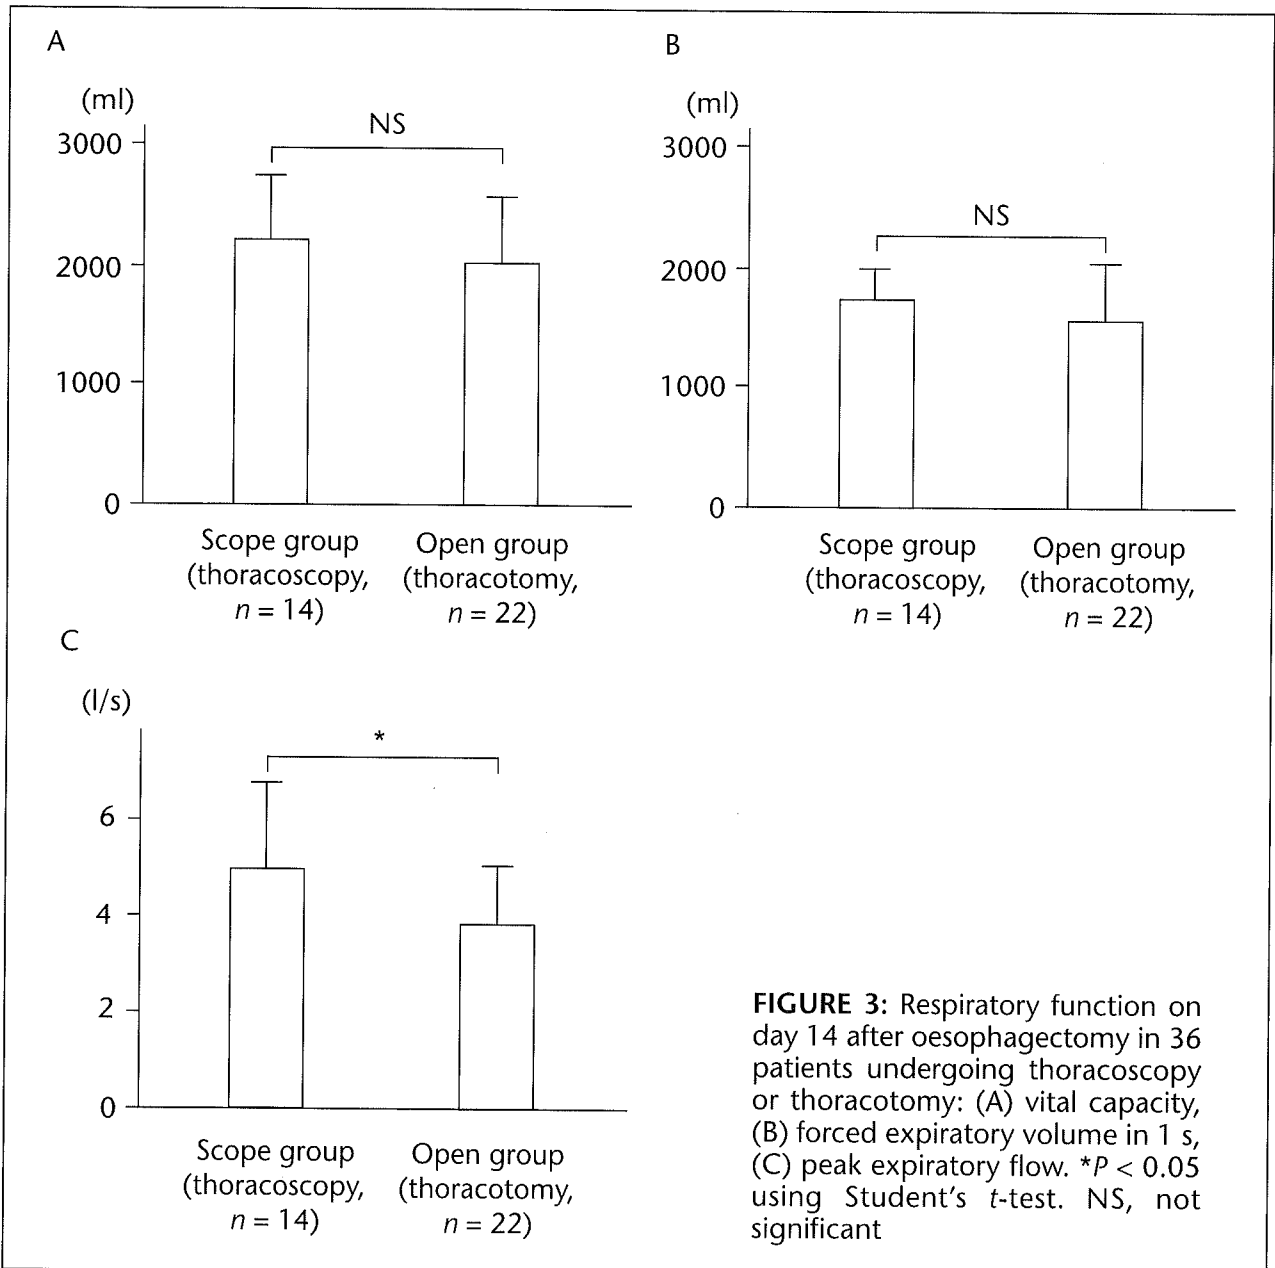 A
(ml)
3000
2000
1000
0
NS
Scope group
(thoracoscopy,
n = 14)
Open group
(thoracotomy,
n = 22)
B
(ml)
3000
2000
1000
0
NS
Scope group
(thoracoscopy,
n = 14)
Open group
(thoracotomy,
n = 22)
C
(l/s)
6
4
2
0
*
Scope group
(thoracoscopy,
n = 14)
Open group
(thoracotomy,
n = 22)
FIGURE 3: Respiratory function on
day 14 after oesophagectomy in 36
patients undergoing thoracoscopy
or thoracotomy: (A) vital capacity,
(B) forced expiratory volume in 1 s,
(C) peak expiratory flow. *P < 0.05
using Student's t-test. NS, not
significant